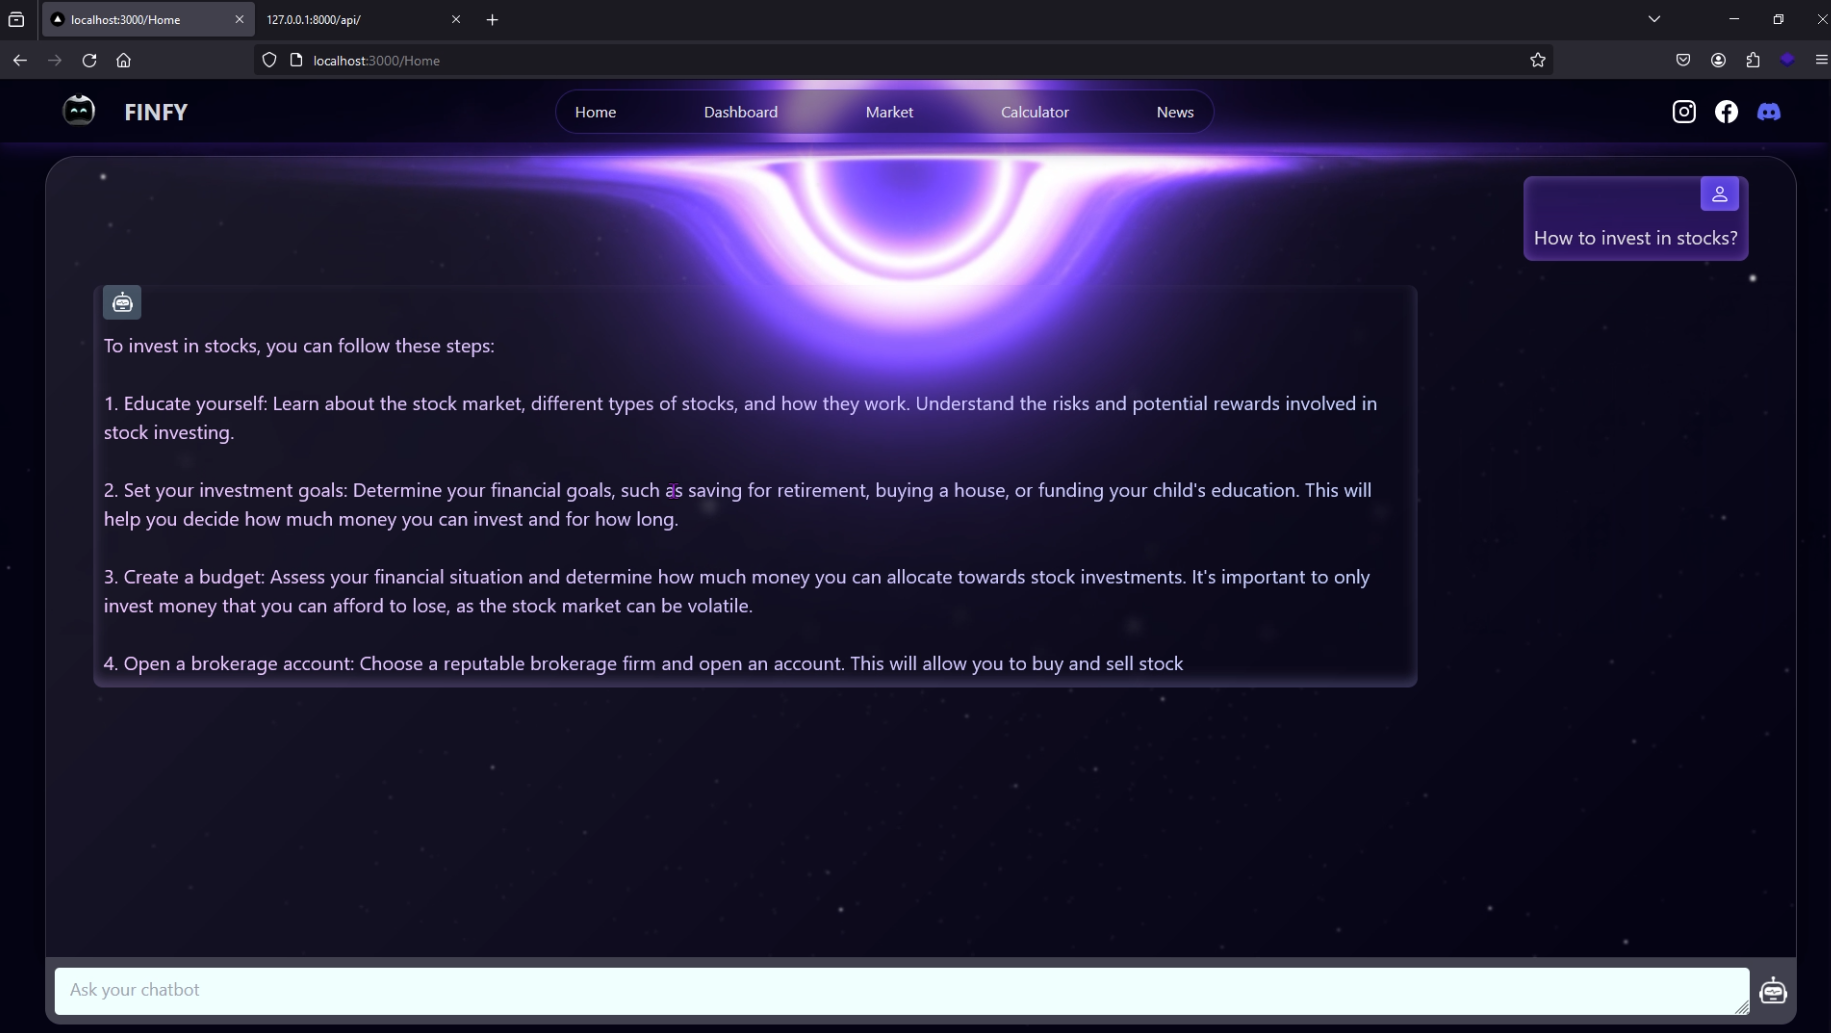 localhost:3000/Home
127.0.0.1:8000/api/
localhost:3000/Home
FINFY
Home
Dashboard
Market
Calculator
News
How to invest in stocks?
To invest in stocks, you can follow these steps:
1. Educate yourself: Learn about the stock market, different types of stocks, and how they work. Understand the risks and potential rewards involved in
stock investing.
2. Set your investment goals: Determine your financial goals, such as saving for retirement, buying a house, or funding your child's education. This will
help you decide how much money you can invest and for how long.
3. Create a budget: Assess your financial situation and determine how much money you can allocate towards stock investments. It's important to only
invest money that you can afford to lose, as the stock market can be volatile.
4. Open a brokerage account: Choose a reputable brokerage firm and open an account. This will allow you to buy and sell stock
Ask your chatbot